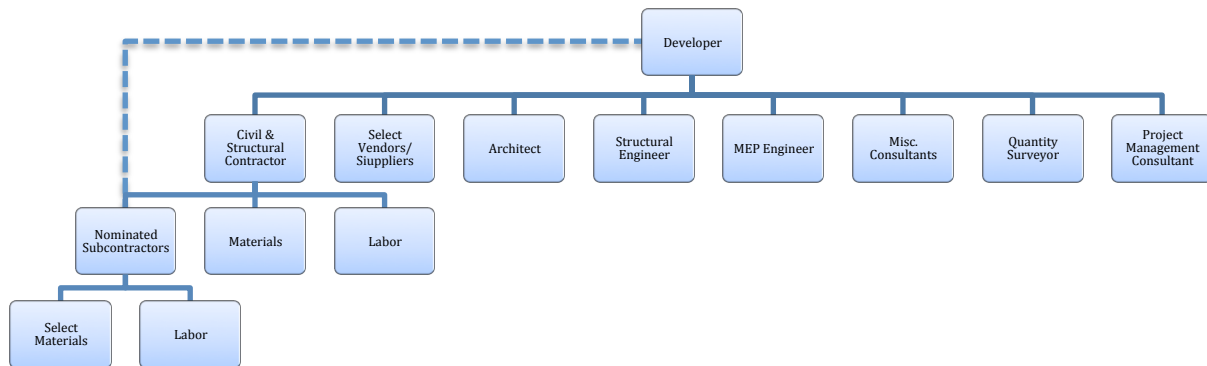 Developer
Civil &
Structural
Contractor
Select
Vendors/
Siuppliers
Architect
Structural
Engineer
MEP Engineer
Misc.
Consultants
Quantity
Surveyor
Project
Management
Consultant
Nominated
Subcontractors
Materials
Labor
Select
Materials
Labor